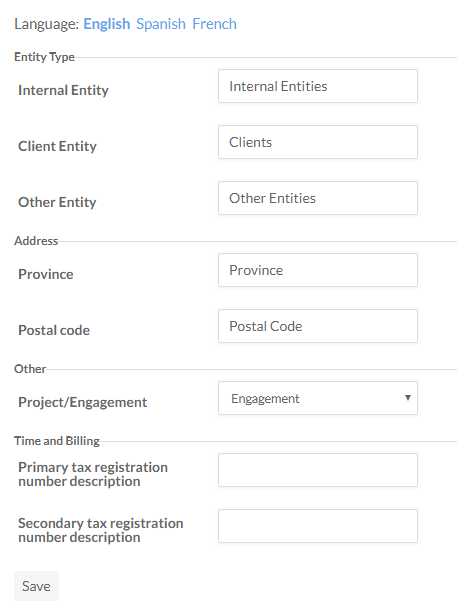 Language: English Spanish French
Entity Type
Internal Entity Internal Entities
Client Entity Clients
Other Entity Other Entities
Address
Province Province
Postal code Postal Code
Other
Project/Engagement Engagement
Time and Billing
Primary tax registration
number description
Secondary tax registration
number description
Save